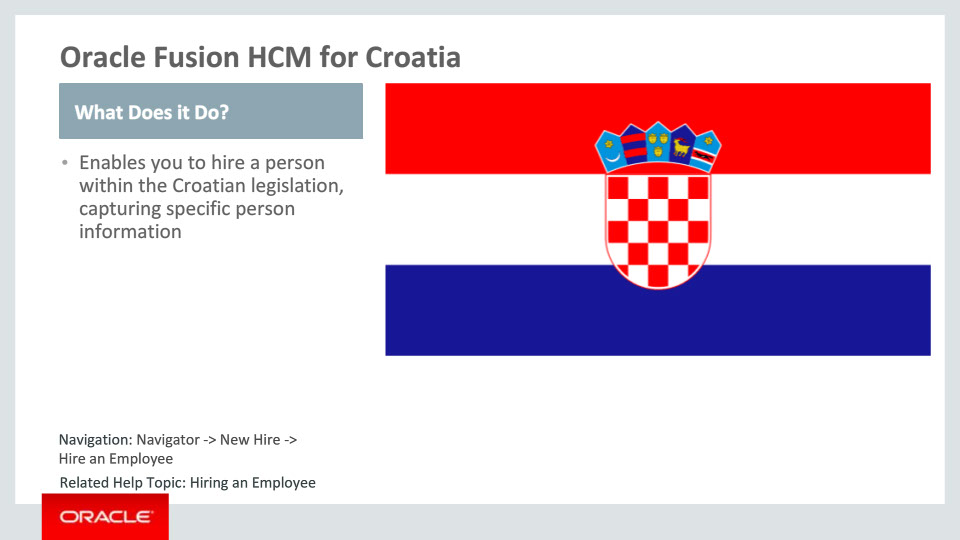 Oracle Fusion HCM for Croatia
What Does it Do?
• Enables you to hire a person
within the Croatian legislation,
capturing specific person
information
Navigation: Navigator -> New Hire ->
Hire an Employee
Related Help Topic: Hiring an Employee
ORACLE